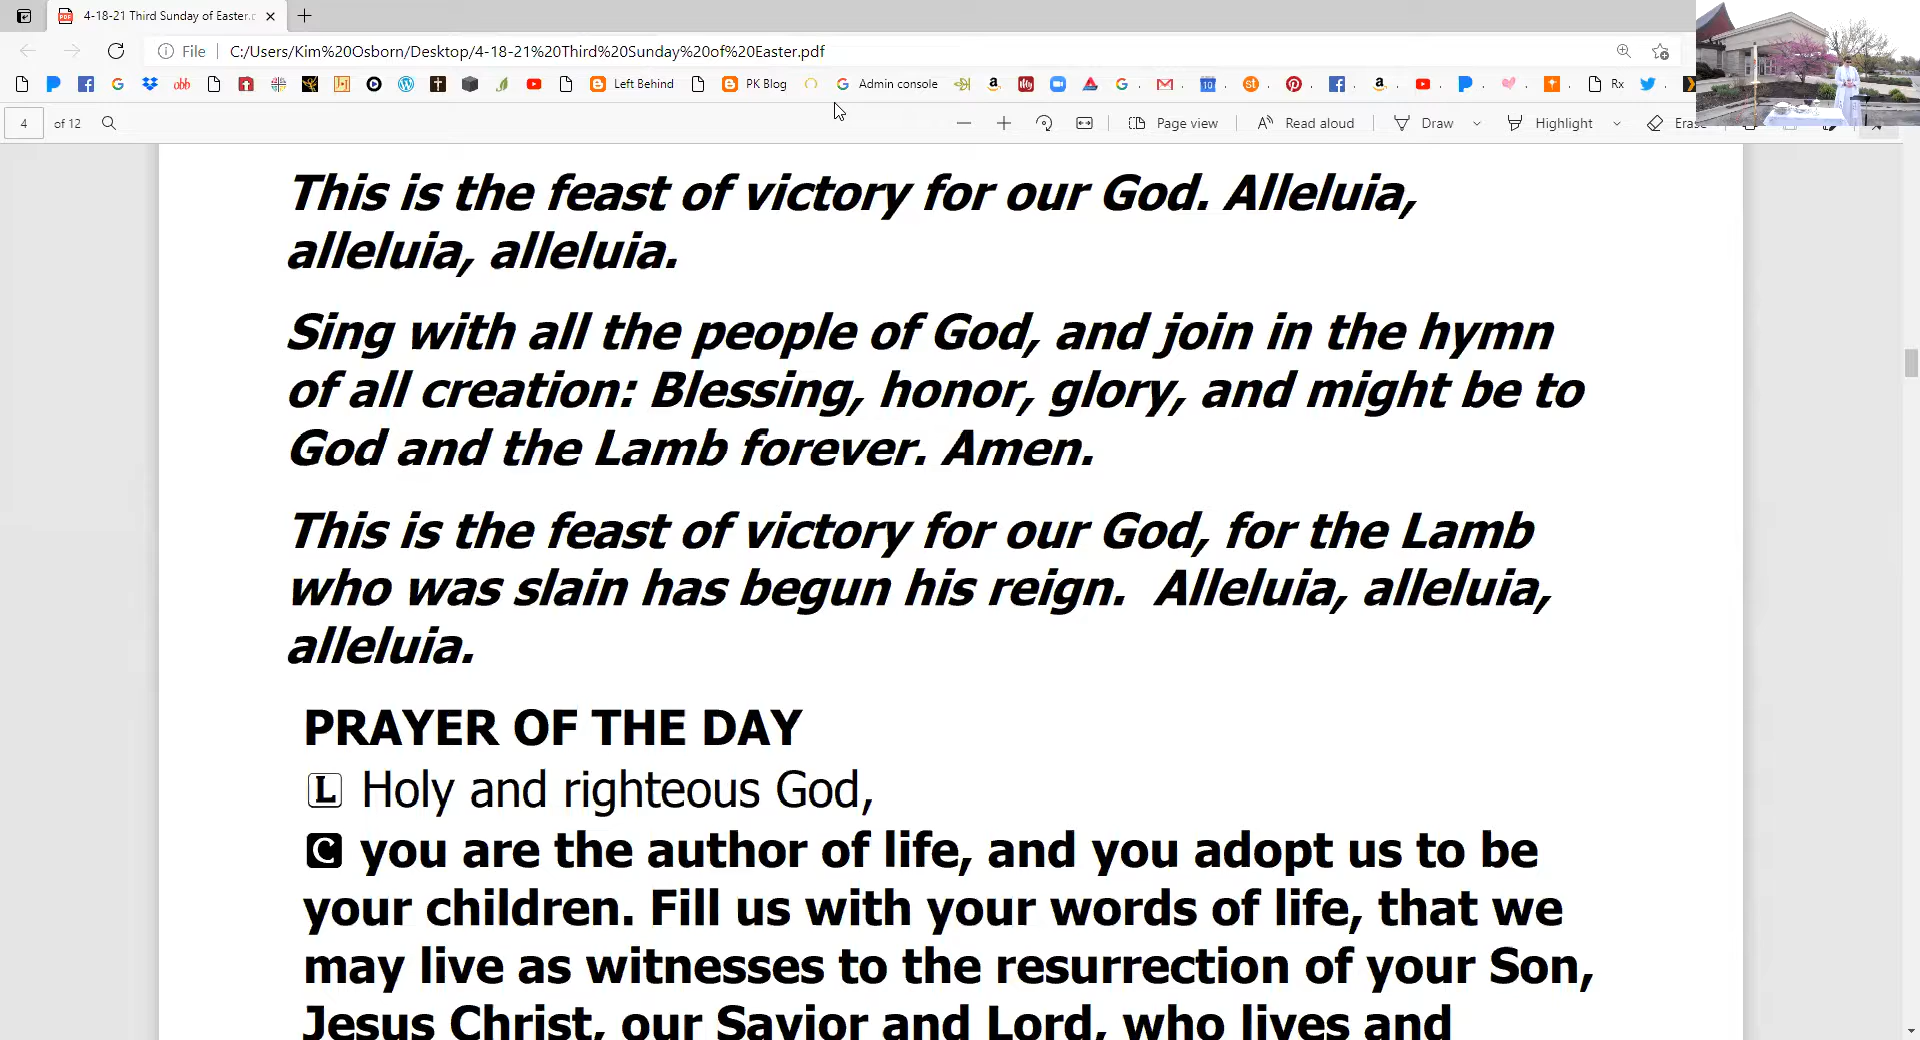 4-18-21 Third Sunday of Easter.
File
C:/Users/Kim%20Osborn/Desktop/4-18-21%20Third%20Sunday%20of%20Easter.pdf
obb Left Behind PK Blog Admin console Rx
4 of 12 Page view Read aloud Draw Highlight Erase
This is the feast of victory for our God. Alleluia,
alleluia, alleluia.
Sing with all the people of God, and join in the hymn
of all creation: Blessing, honor, glory, and might be to
God and the Lamb forever. Amen.
This is the feast of victory for our God, for the Lamb
who was slain has begun his reign. Alleluia, alleluia,
alleluia.
PRAYER OF THE DAY
L Holy and righteous God,
C you are the author of life, and you adopt us to be
your children. Fill us with your words of life, that we
may live as witnesses to the resurrection of your Son,
Jesus Christ, our Savior and Lord, who lives and